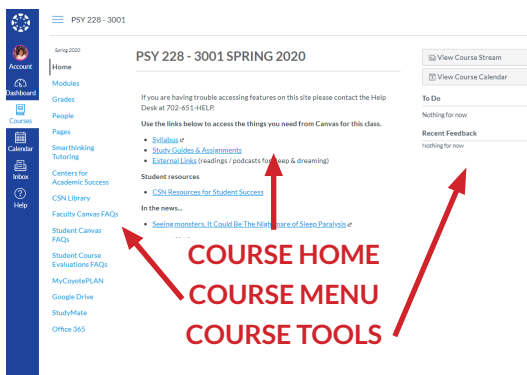 PSY 228 - 3001
Account
Dashboard
Courses
Calendar
Inbox
Help
Spring 2020
Home
Modules
Grades
People
Pages
Smarthinking
Tutoring
Centers for
Academic Success
CSN Library
Faculty Canvas FAQs
Student Canvas
FAQs
Student Course
Evaluations FAQs
MyCoyotePLAN
Google Drive
StudyMate
Office 365
PSY 228 - 3001 SPRING 2020
If you are having trouble accessing features on this site please contact the Help
Desk at 702-651-HELP.
Use the links below to access the things you need from Canvas for this class.
Syllabus
Study Guides & Assignments
External Links (readings / podcasts for sleep & dreaming)
Student resources
CSN Resources for Student Success
In the news...
Seeing monsters. It Could Be The Nightmare of Sleep Paralysis
COURSE HOME
COURSE MENU
COURSE TOOLS
View Course Stream
View Course Calendar
To Do
Nothing for now
Recent Feedback
Nothing for now